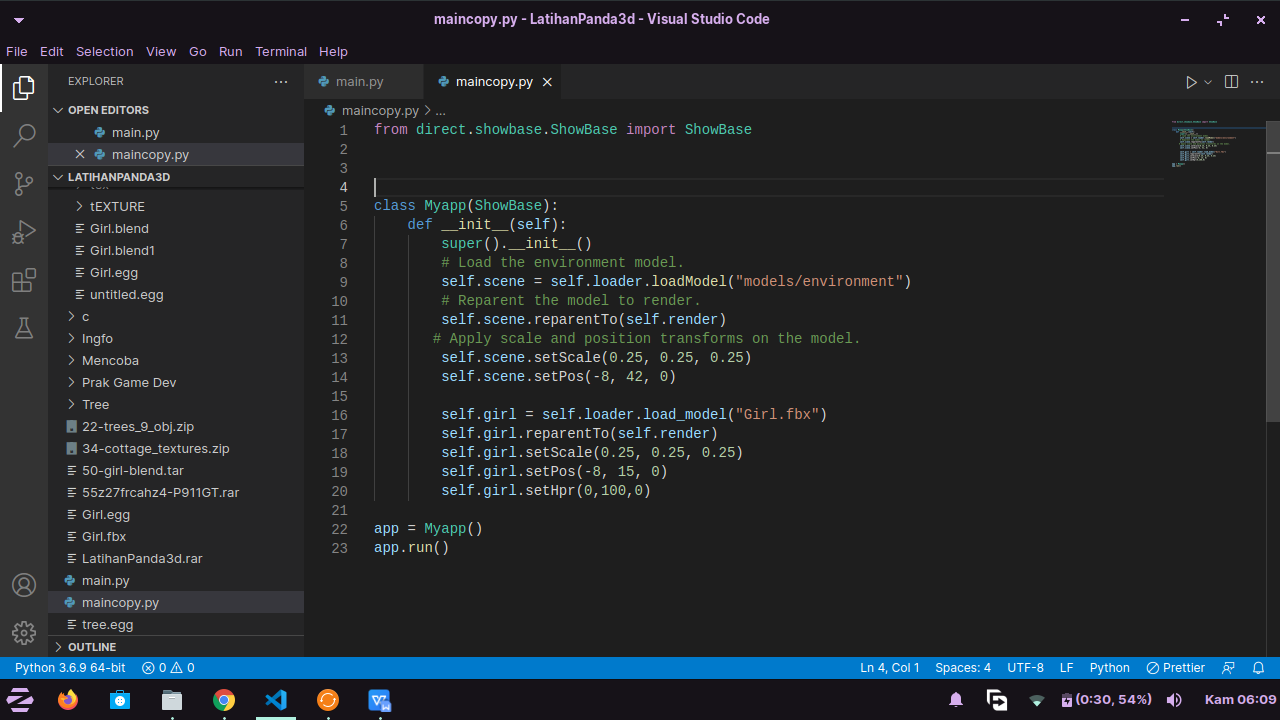 maincopy.py - LatihanPanda3d - Visual Studio Code
File Edit Selection View Go Run Terminal Help
EXPLORER
OPEN EDITORS
main.py
maincopy.py
LATIHANPANDA3D
tex
tEXTURE
Girl.blend
Girl.blend1
Girl.egg
untitled.egg
c
Ingfo
Mencoba
Prak Game Dev
Tree
22-trees_9_obj.zip
34-cottage_textures.zip
50-girl-blend.tar
55z27frcahz4-P911GT.rar
Girl.egg
Girl.fbx
LatihanPanda3d.rar
main.py
maincopy.py
tree.egg
OUTLINE
main.py maincopy.py
maincopy.py > ...
1 from direct.showbase.ShowBase import ShowBase
2
3
4
5 class Myapp(ShowBase):
6     def __init__(self):
7         super().__init__()
8         # Load the environment model.
9         self.scene = self.loader.loadModel("models/environment")
10         # Reparent the model to render.
11         self.scene.reparentTo(self.render)
12        # Apply scale and position transforms on the model.
13         self.scene.setScale(0.25, 0.25, 0.25)
14         self.scene.setPos(-8, 42, 0)
15
16         self.girl = self.loader.load_model("Girl.fbx")
17         self.girl.reparentTo(self.render)
18         self.girl.setScale(0.25, 0.25, 0.25)
19         self.girl.setPos(-8, 15, 0)
20         self.girl.setHpr(0,100,0)
21
22 app = Myapp()
23 app.run()
Python 3.6.9 64-bit 0 0 Ln 4, Col 1 Spaces: 4 UTF-8 LF Python Prettier
(0:30, 54%) Kam 06:09